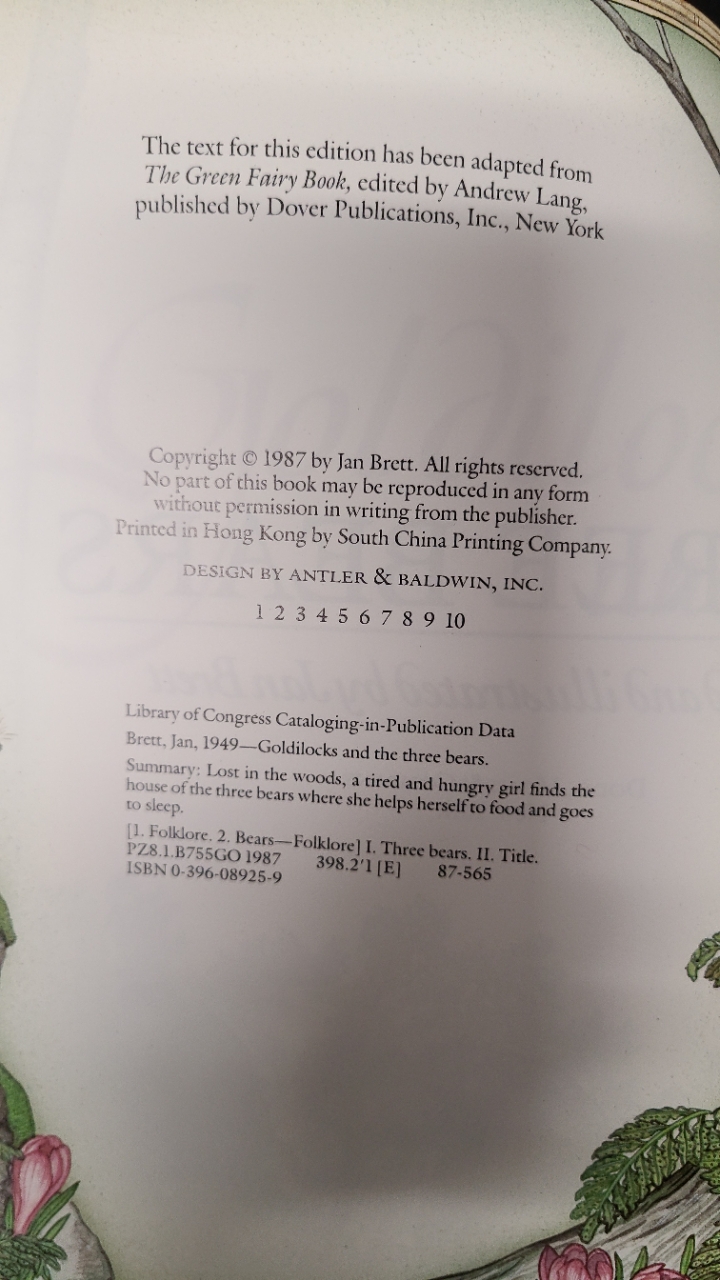 The text for this edition has been adapted from
The Green Fairy Book, edited by Andrew Lang,
published by Dover Publications, Inc., New York
Copyright © 1987 by Jan Brett. All rights reserved.
No part of this book may be reproduced in any form
without permission in writing from the publisher.
Printed in Hong Kong by South China Printing Company.
DESIGN BY ANTLER & BALDWIN, INC.
1 2 3 4 5 6 7 8 9 10
Library of Congress Cataloging-in-Publication Data
Brett, Jan, 1949—Goldilocks and the three bears.
Summary: Lost in the woods, a tired and hungry girl finds the
house of the three bears where she helps herself to food and goes
to sleep.
[1. Folklore. 2. Bears—Folklore] I. Three bears. II. Title.
PZ8.1.B755GO 1987 398.2'1 [E] 87-565
ISBN 0-396-08925-9